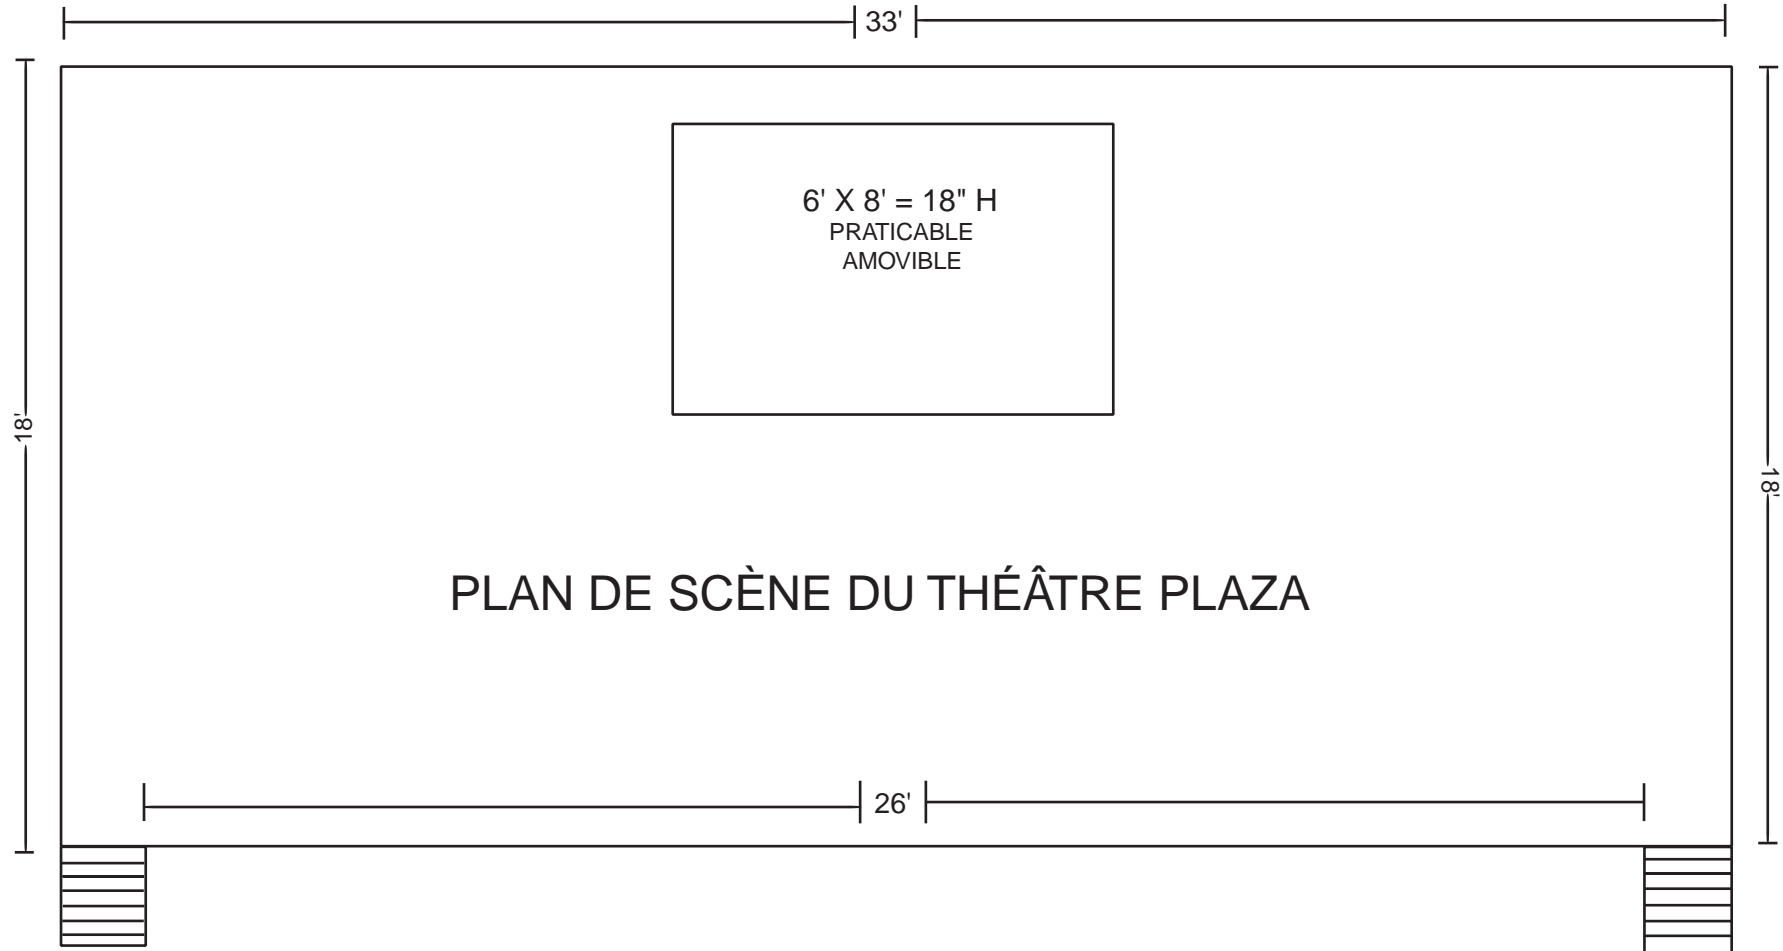 33'
6' X 8' = 18" H
PRATICABLE
AMOVIBLE
18'
18'
PLAN DE SCÈNE DU THÉÂTRE PLAZA
26'